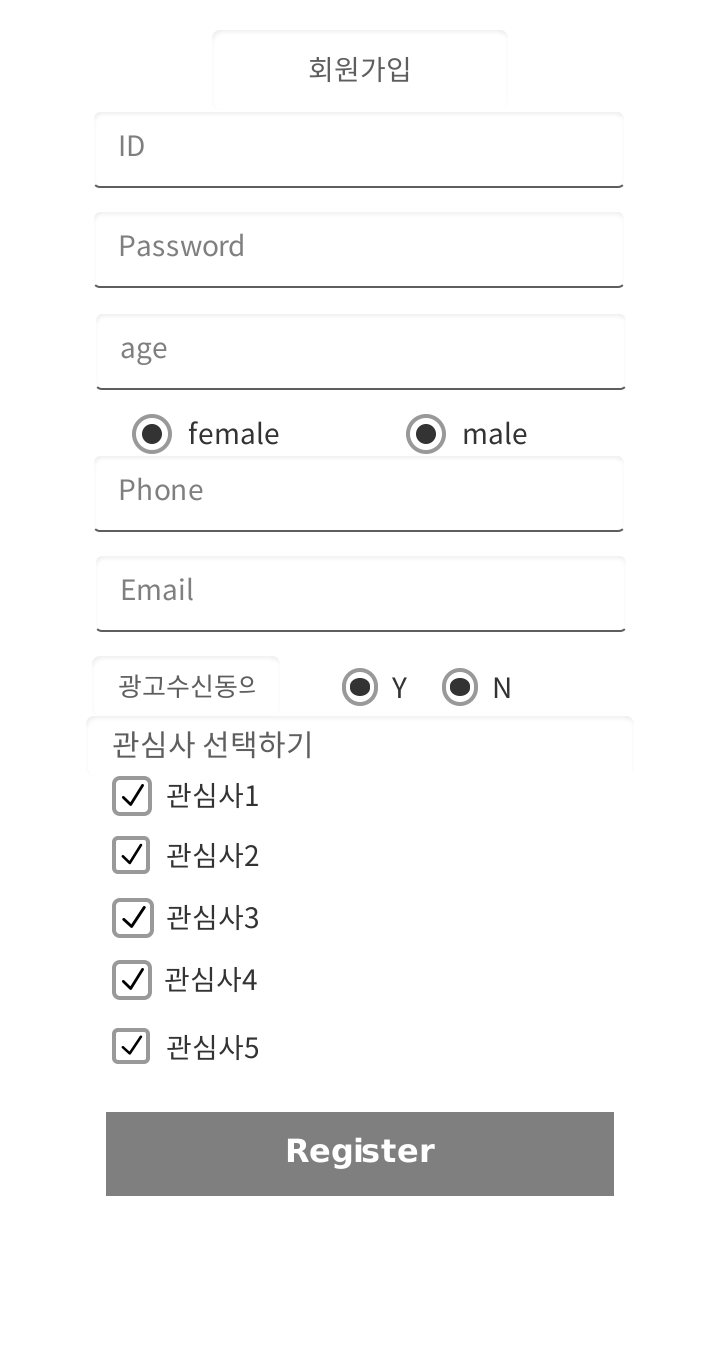 회원가입
ID
Password
age
female male
Phone
Email
광고수신동의 Y N
관심사 선택하기
관심사1
관심사2
관심사3
관심사4
관심사5
Register